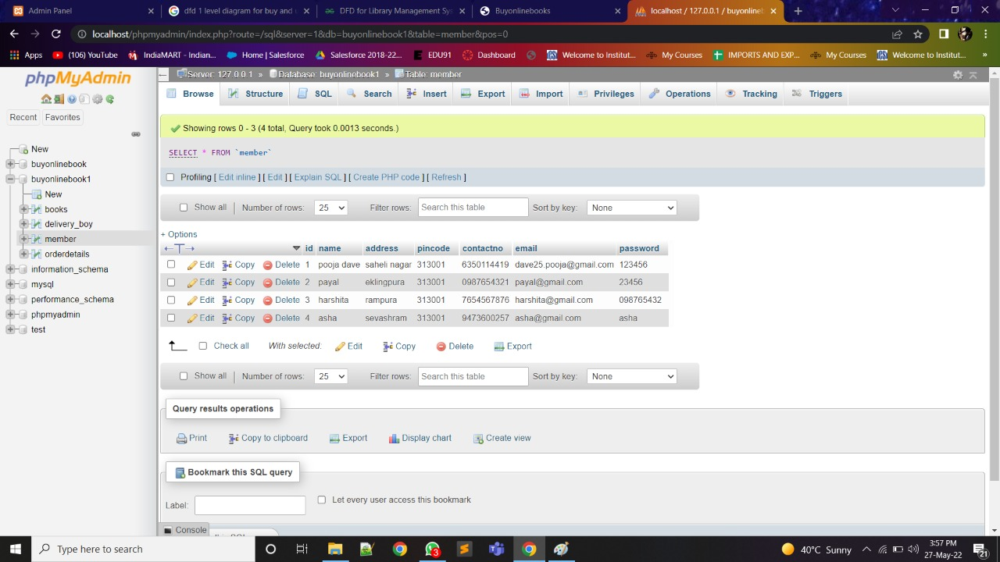 Admin Panel
dfd 1 level diagram for buy and u
DFD for Library Management Sy
Buyonlinebooks
localhost / 127.0.0.1 / buyonlineb
localhost/phpmyadmin/index.php?route=/sql&server=1&db=buyonlinebook1&table=member&pos=0
Apps
(106) YouTube
IndiaMART - Indian...
Home | Salesforce
Salesforce 2018-22...
EDU91
Dashboard
Welcome to Institut...
My Courses
IMPORTS AND EXP...
My Courses
Welcome to Institut...
»
phpMyAdmin
Recent
Favorites
New
buyonlinebook
buyonlinebook1
New
books
delivery_boy
member
orderdetails
information_schema
mysql
performance_schema
phpmyadmin
test
Server: 127.0.0.1 » Database: buyonlinebook1 » Table: member
Browse Structure SQL Search Insert Export Import Privileges Operations Tracking Triggers
Showing rows 0 - 3 (4 total, Query took 0.0013 seconds.)
SELECT * FROM `member`
Profiling [ Edit inline ] [ Edit ] [ Explain SQL ] [ Create PHP code ] [ Refresh ]
Show all | Number of rows: 25 Filter rows: Search this table Sort by key: None
+ Options
id name address pincode contactno email password
Edit Copy Delete 1 pooja dave saheli nagar 313001 6350114419 dave25.pooja@gmail.com 123456
Edit Copy Delete 2 payal eklingpura 313001 0987654321 payal@gmail.com 23456
Edit Copy Delete 3 harshita rampura 313001 7654567876 harshita@gmail.com 098765432
Edit Copy Delete 4 asha sevashram 313001 9473600257 asha@gmail.com asha
Check all With selected: Edit Copy Delete Export
Show all | Number of rows: 25 Filter rows: Search this table Sort by key: None
Query results operations
Print Copy to clipboard Export Display chart Create view
Bookmark this SQL query
Label: Let every user access this bookmark
Console
Type here to search
3
40°C Sunny
3:57 PM
27-May-22
21